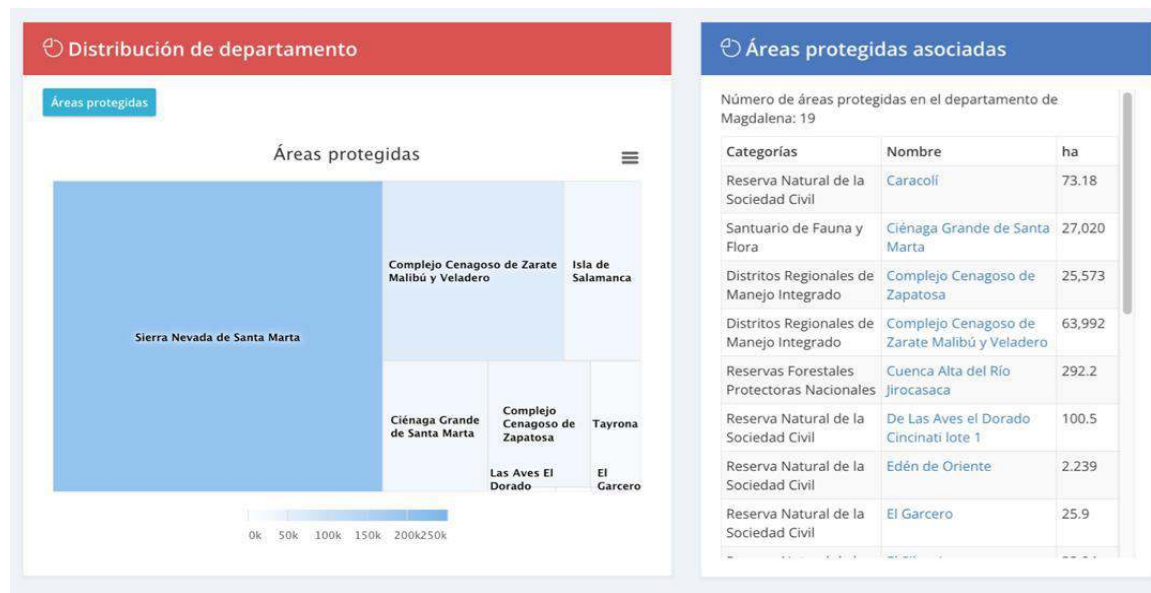 Distribución de departamento
Áreas protegidas
Áreas protegidas
Sierra Nevada de Santa Marta
Complejo Cenagoso de Zarate
Malibú y Veladero
Isla de
Salamanca
Ciénaga Grande
de Santa Marta
Complejo
Cenagoso de
Zapatosa
Tayrona
Las Aves El
Dorado
El
Garcero
0k 50k 100k 150k 200k250k
Áreas protegidas asociadas
Número de áreas protegidas en el departamento de
Magdalena: 19
Categorías Nombre ha
Reserva Natural de la Caracolí 73.18
Sociedad Civil
Santuario de Fauna y Ciénaga Grande de Santa 27,020
Flora Marta
Distritos Regionales de Complejo Cenagoso de 25,573
Manejo Integrado Zapatosa
Distritos Regionales de Complejo Cenagoso de 63,992
Manejo Integrado Zarate Malibú y Veladero
Reservas Forestales Cuenca Alta del Río 292.2
Protectoras Nacionales Jirocasaca
Reserva Natural de la De Las Aves el Dorado 100.5
Sociedad Civil Cincinati lote 1
Reserva Natural de la Edén de Oriente 2.239
Sociedad Civil
Reserva Natural de la El Garcero 25.9
Sociedad Civil